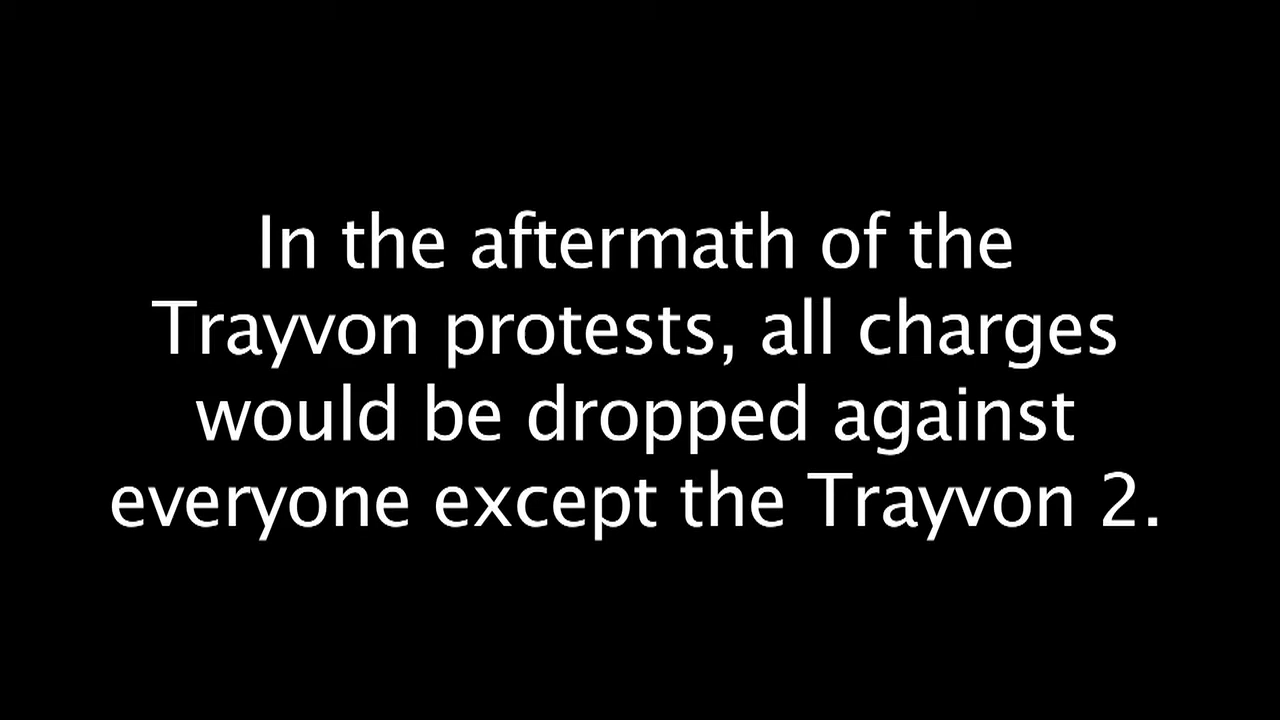 In the aftermath of the
Trayvon protests, all charges
would be dropped against
everyone except the Trayvon 2.